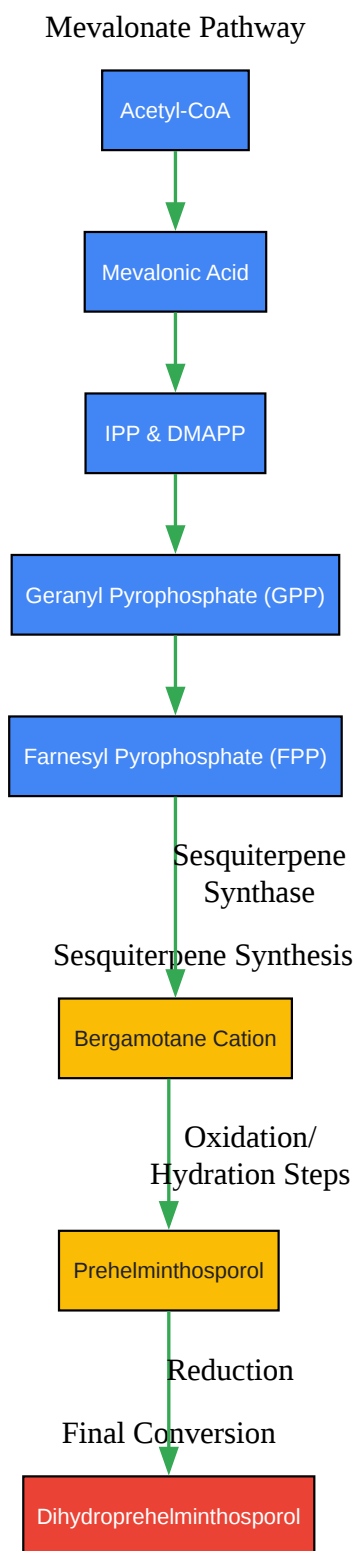 Mevalonate Pathway
Acetyl-CoA
Mevalonic Acid
IPP & DMAPP
Geranyl Pyrophosphate (GPP)
Farnesyl Pyrophosphate (FPP)
Sesquiterpene
Synthase
Sesquiterpene Synthesis
Bergamotane Cation
Oxidation/
Hydration Steps
Prehelminthosporol
Reduction
Final Conversion
Dihydroprehelminthosporol